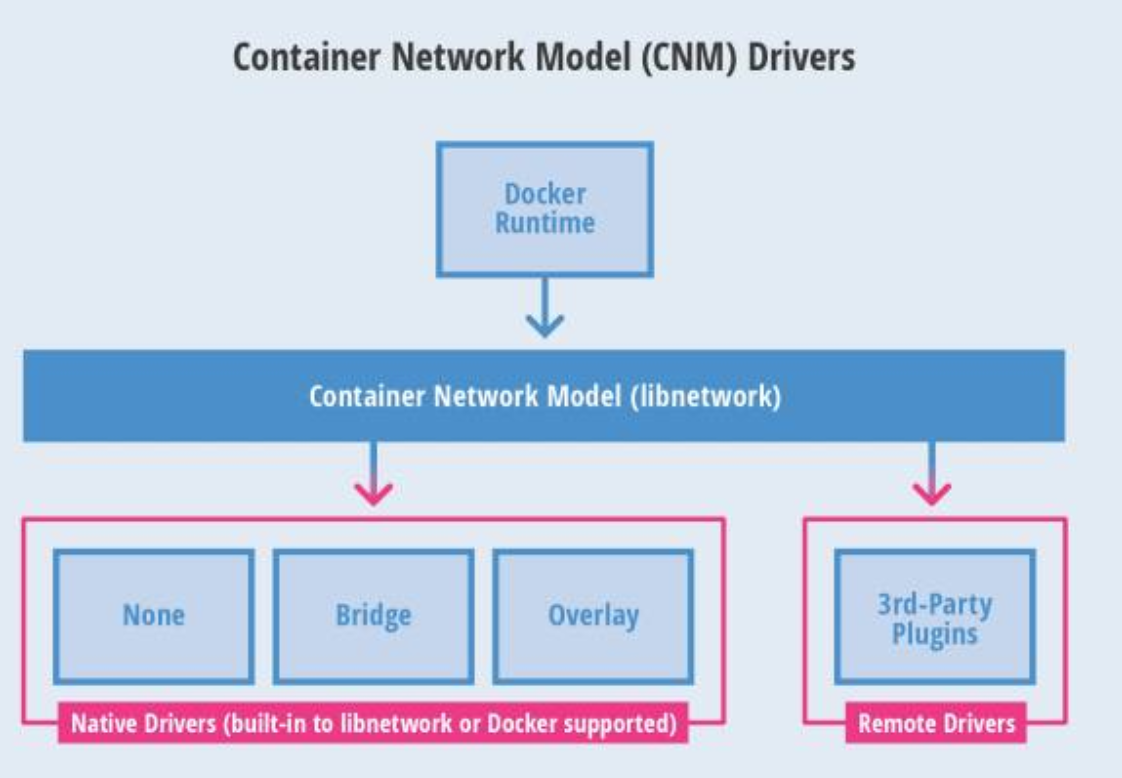 Container Network Model (CNM) Drivers
Docker
Runtime
Container Network Model (libnetwork)
None
Bridge
Overlay
3rd-Party
Plugins
Native Drivers (built-in to libnetwork or Docker supported)
Remote Drivers